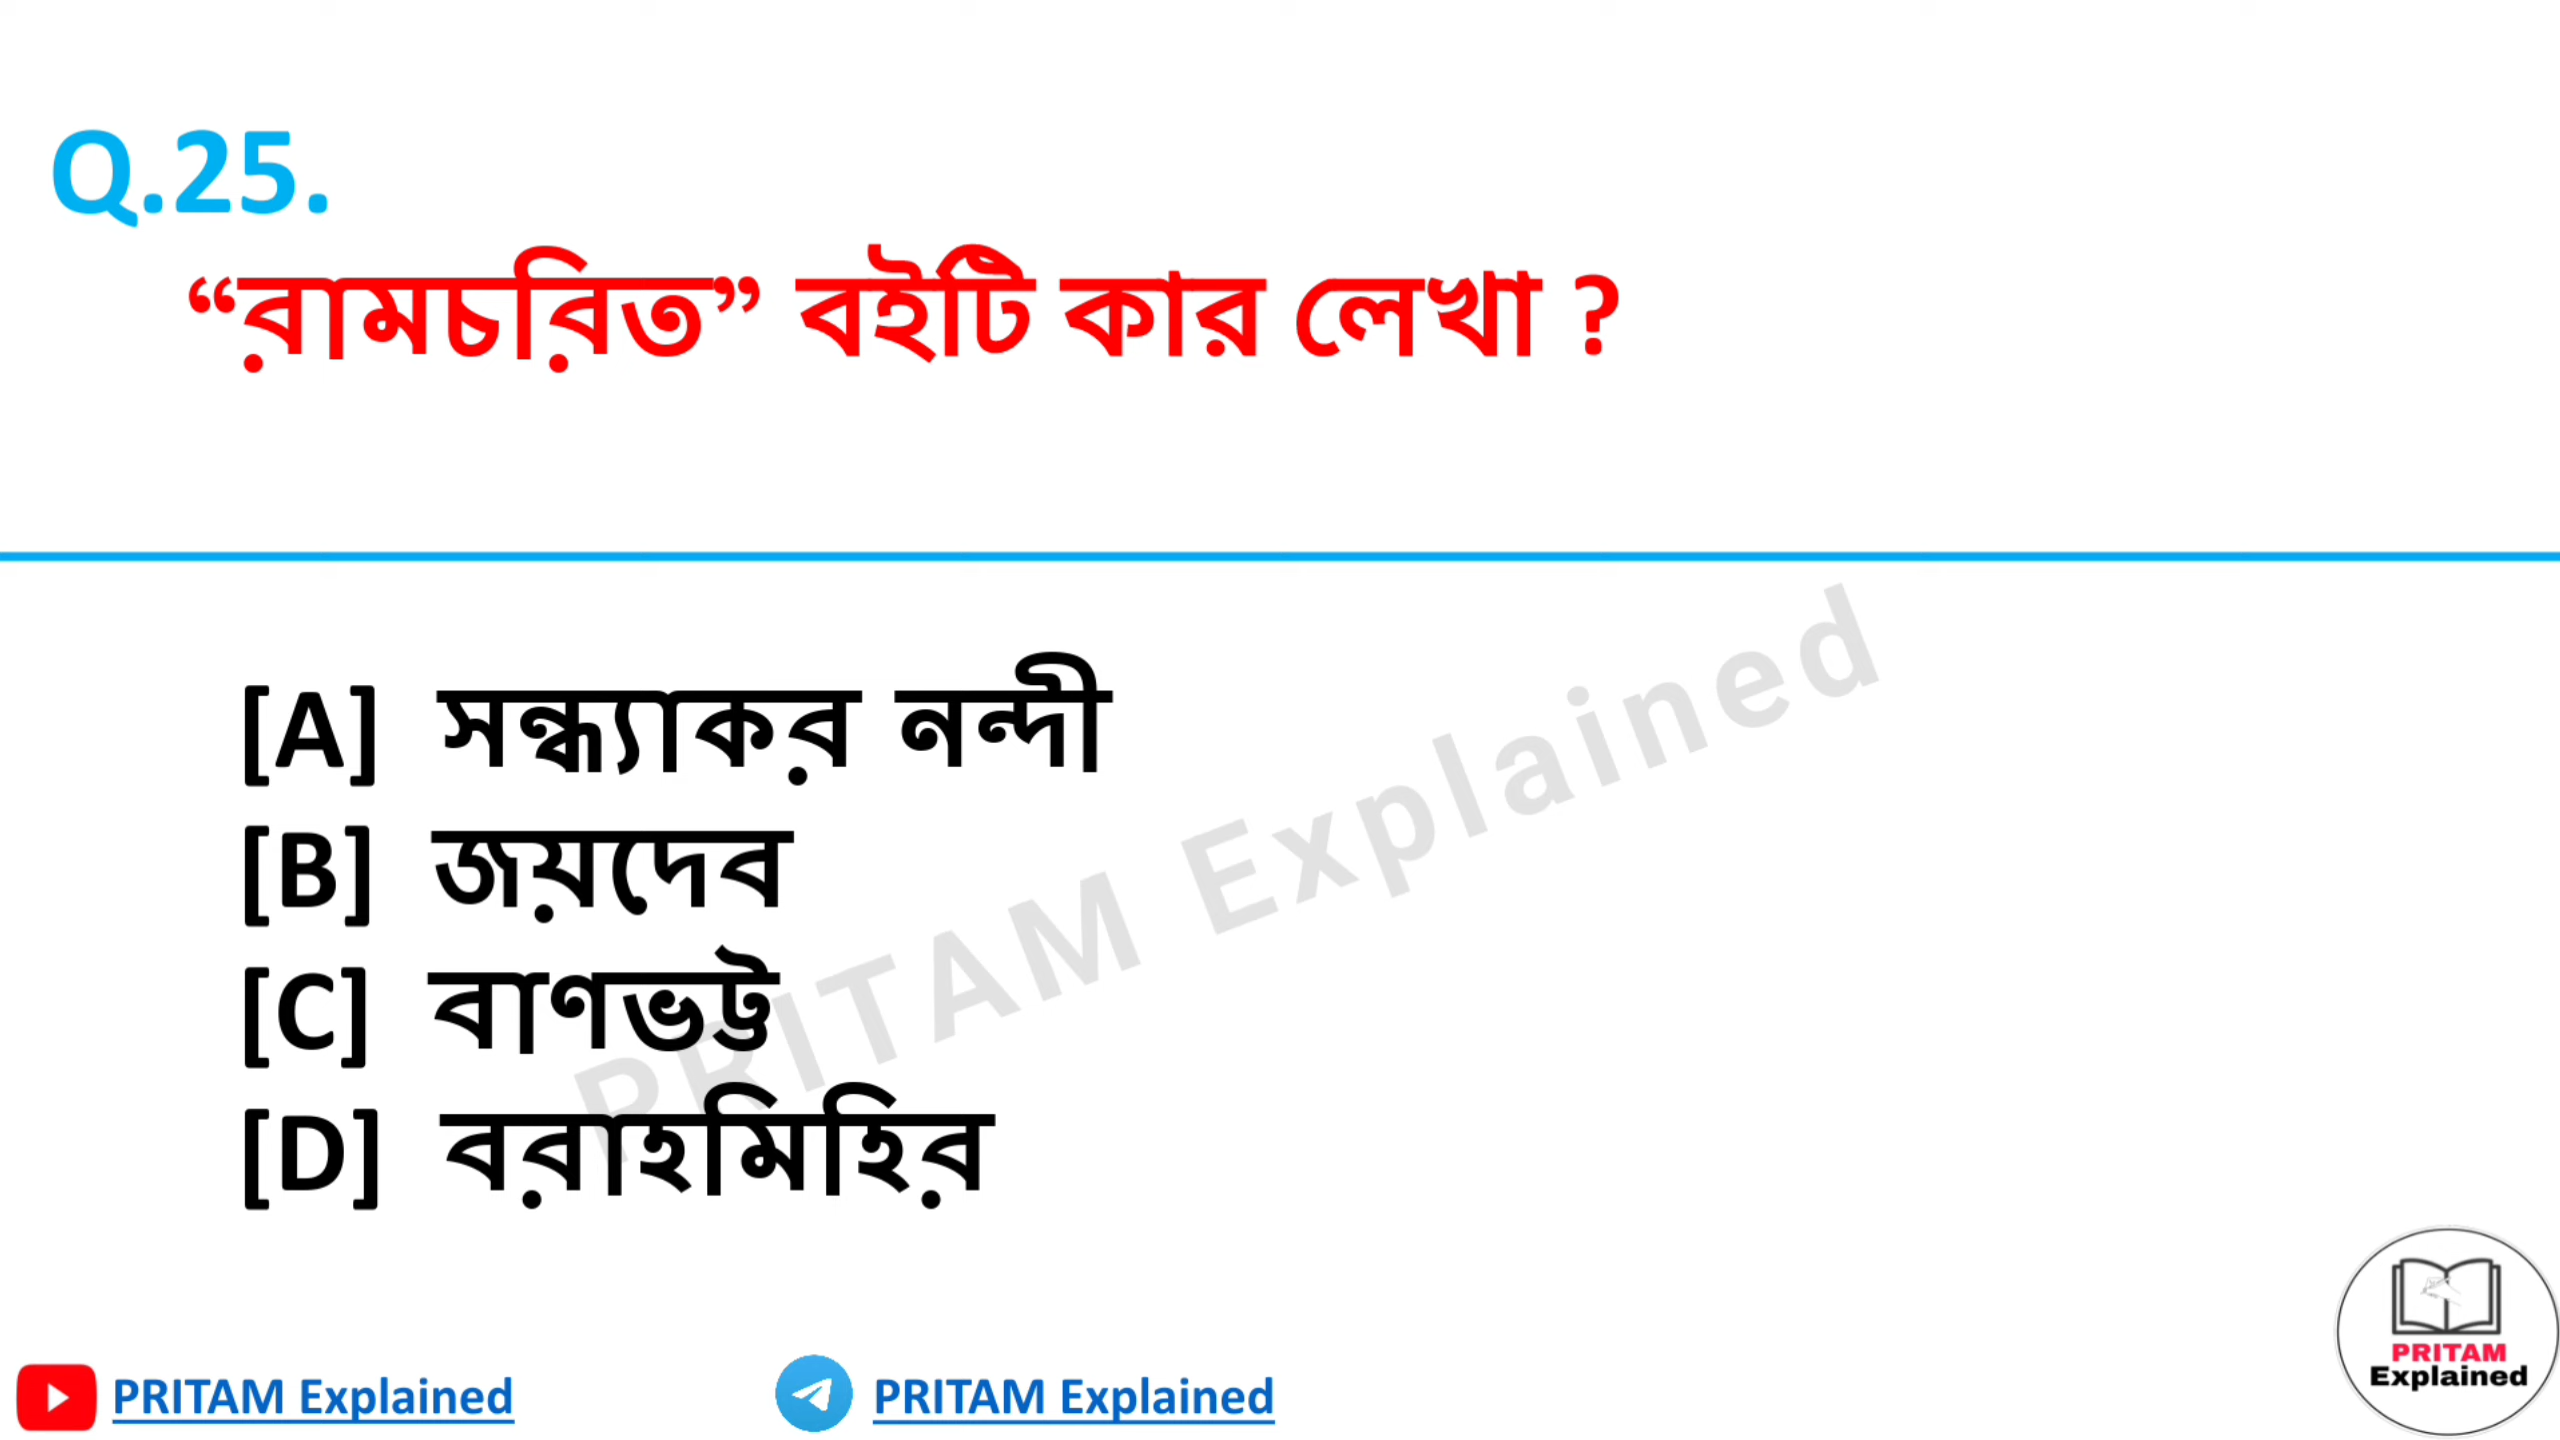 Q.25.
“রামচরিত” বইটি কার লেখা ?
[A] সন্ধ্যাকর নন্দী
[B] জয়দেব
[C] বাণভট্ট
[D] বরাহমিহির
PRITAM Explained
PRITAM Explained
PRITAM Explained
PRITAM
Explained